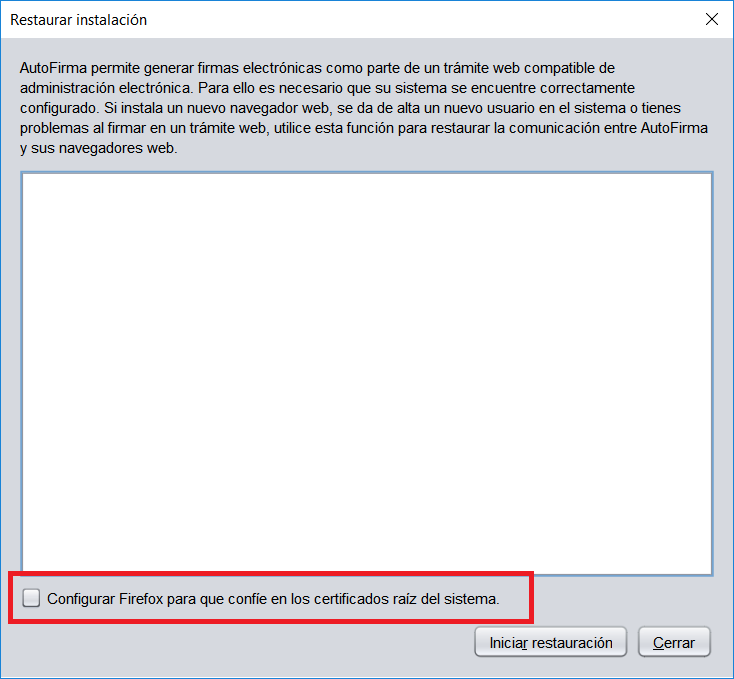 Restaurar instalación
AutoFirma permite generar firmas electrónicas como parte de un trámite web compatible de
administración electrónica. Para ello es necesario que su sistema se encuentre correctamente
configurado. Si instala un nuevo navegador web, se da de alta un nuevo usuario en el sistema o tienes
problemas al firmar en un trámite web, utilice esta función para restaurar la comunicación entre AutoFirma
y sus navegadores web.
Configurar Firefox para que confíe en los certificados raíz del sistema.
Iniciar restauración
Cerrar